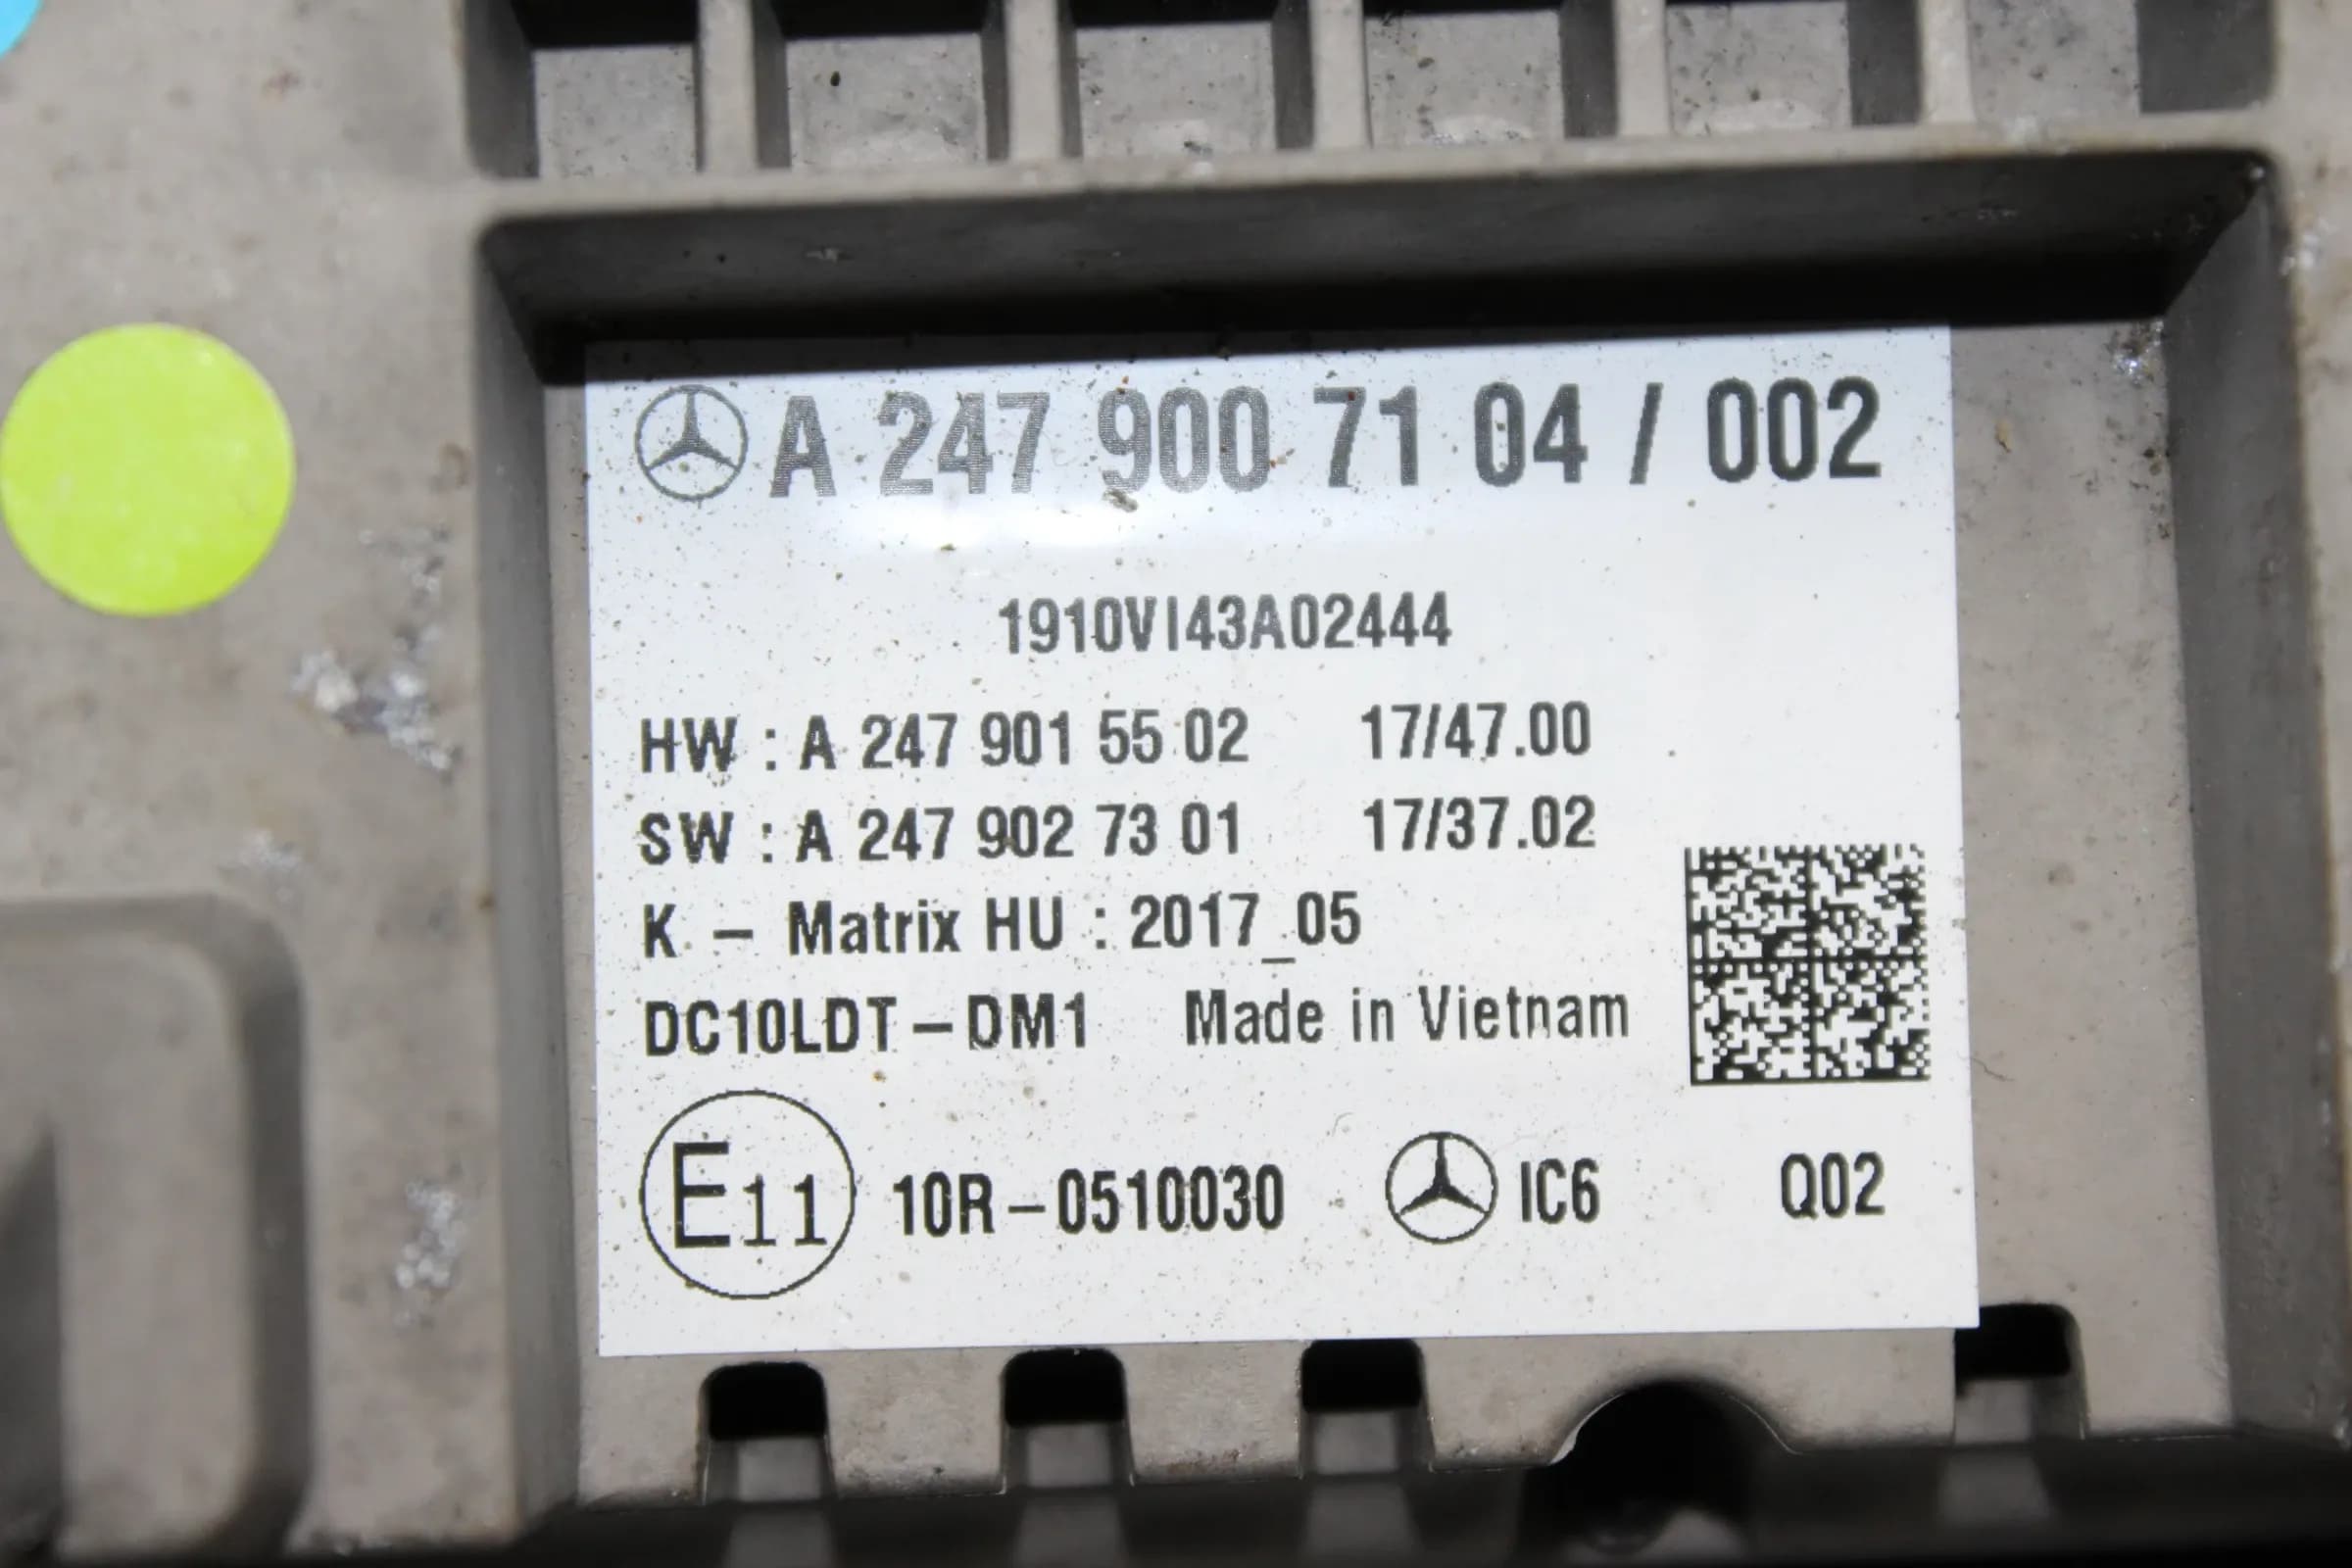 A 247 900 71 04 / 002
1910VI43A02444
HW : A 247 901 55 02 17/47.00
SW : A 247 902 73 01 17/37.02
K - Matrix HU : 2017_05
DC10LDT-DM1 Made in Vietnam
E11 10R-0510030 IC6 Q02